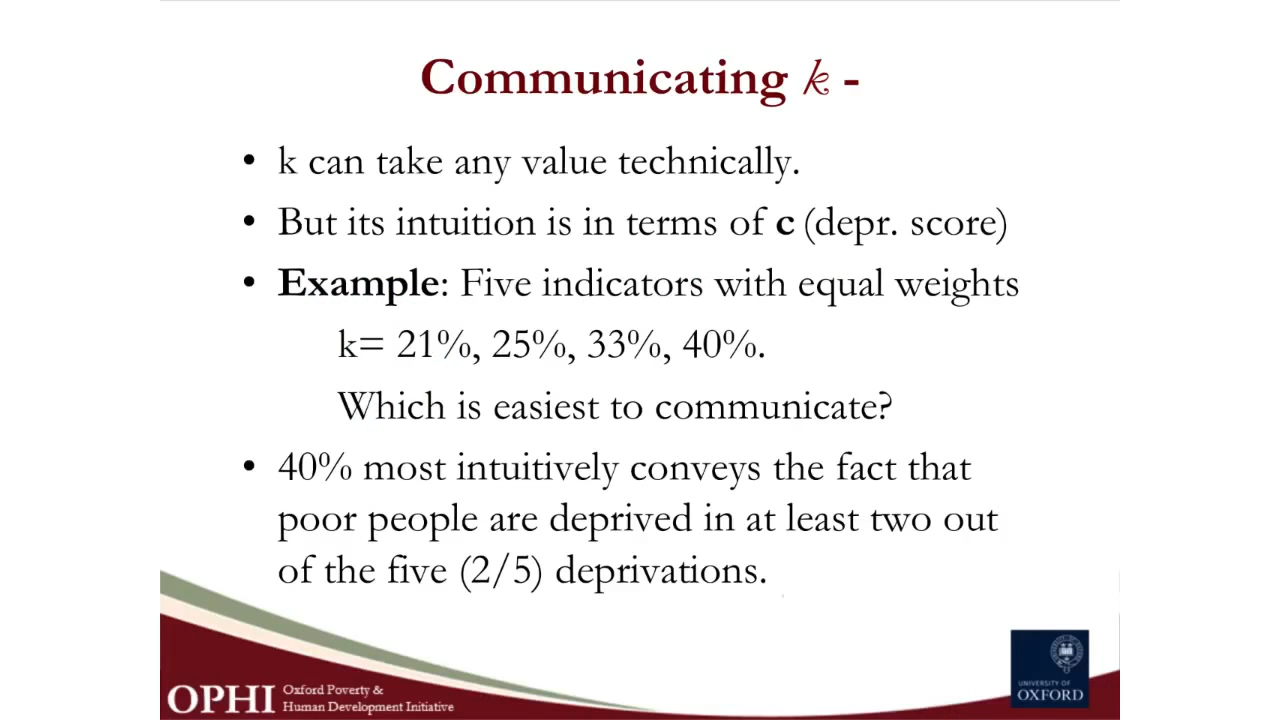 Communicating k -
• k can take any value technically.
• But its intuition is in terms of c (depr. score)
• Example: Five indicators with equal weights
k= 21%, 25%, 33%, 40%.
Which is easiest to communicate?
• 40% most intuitively conveys the fact that
poor people are deprived in at least two out
of the five (2/5) deprivations.
OPHI
Oxford Poverty &
Human Development Initiative
UNIVERSITY OF
OXFORD